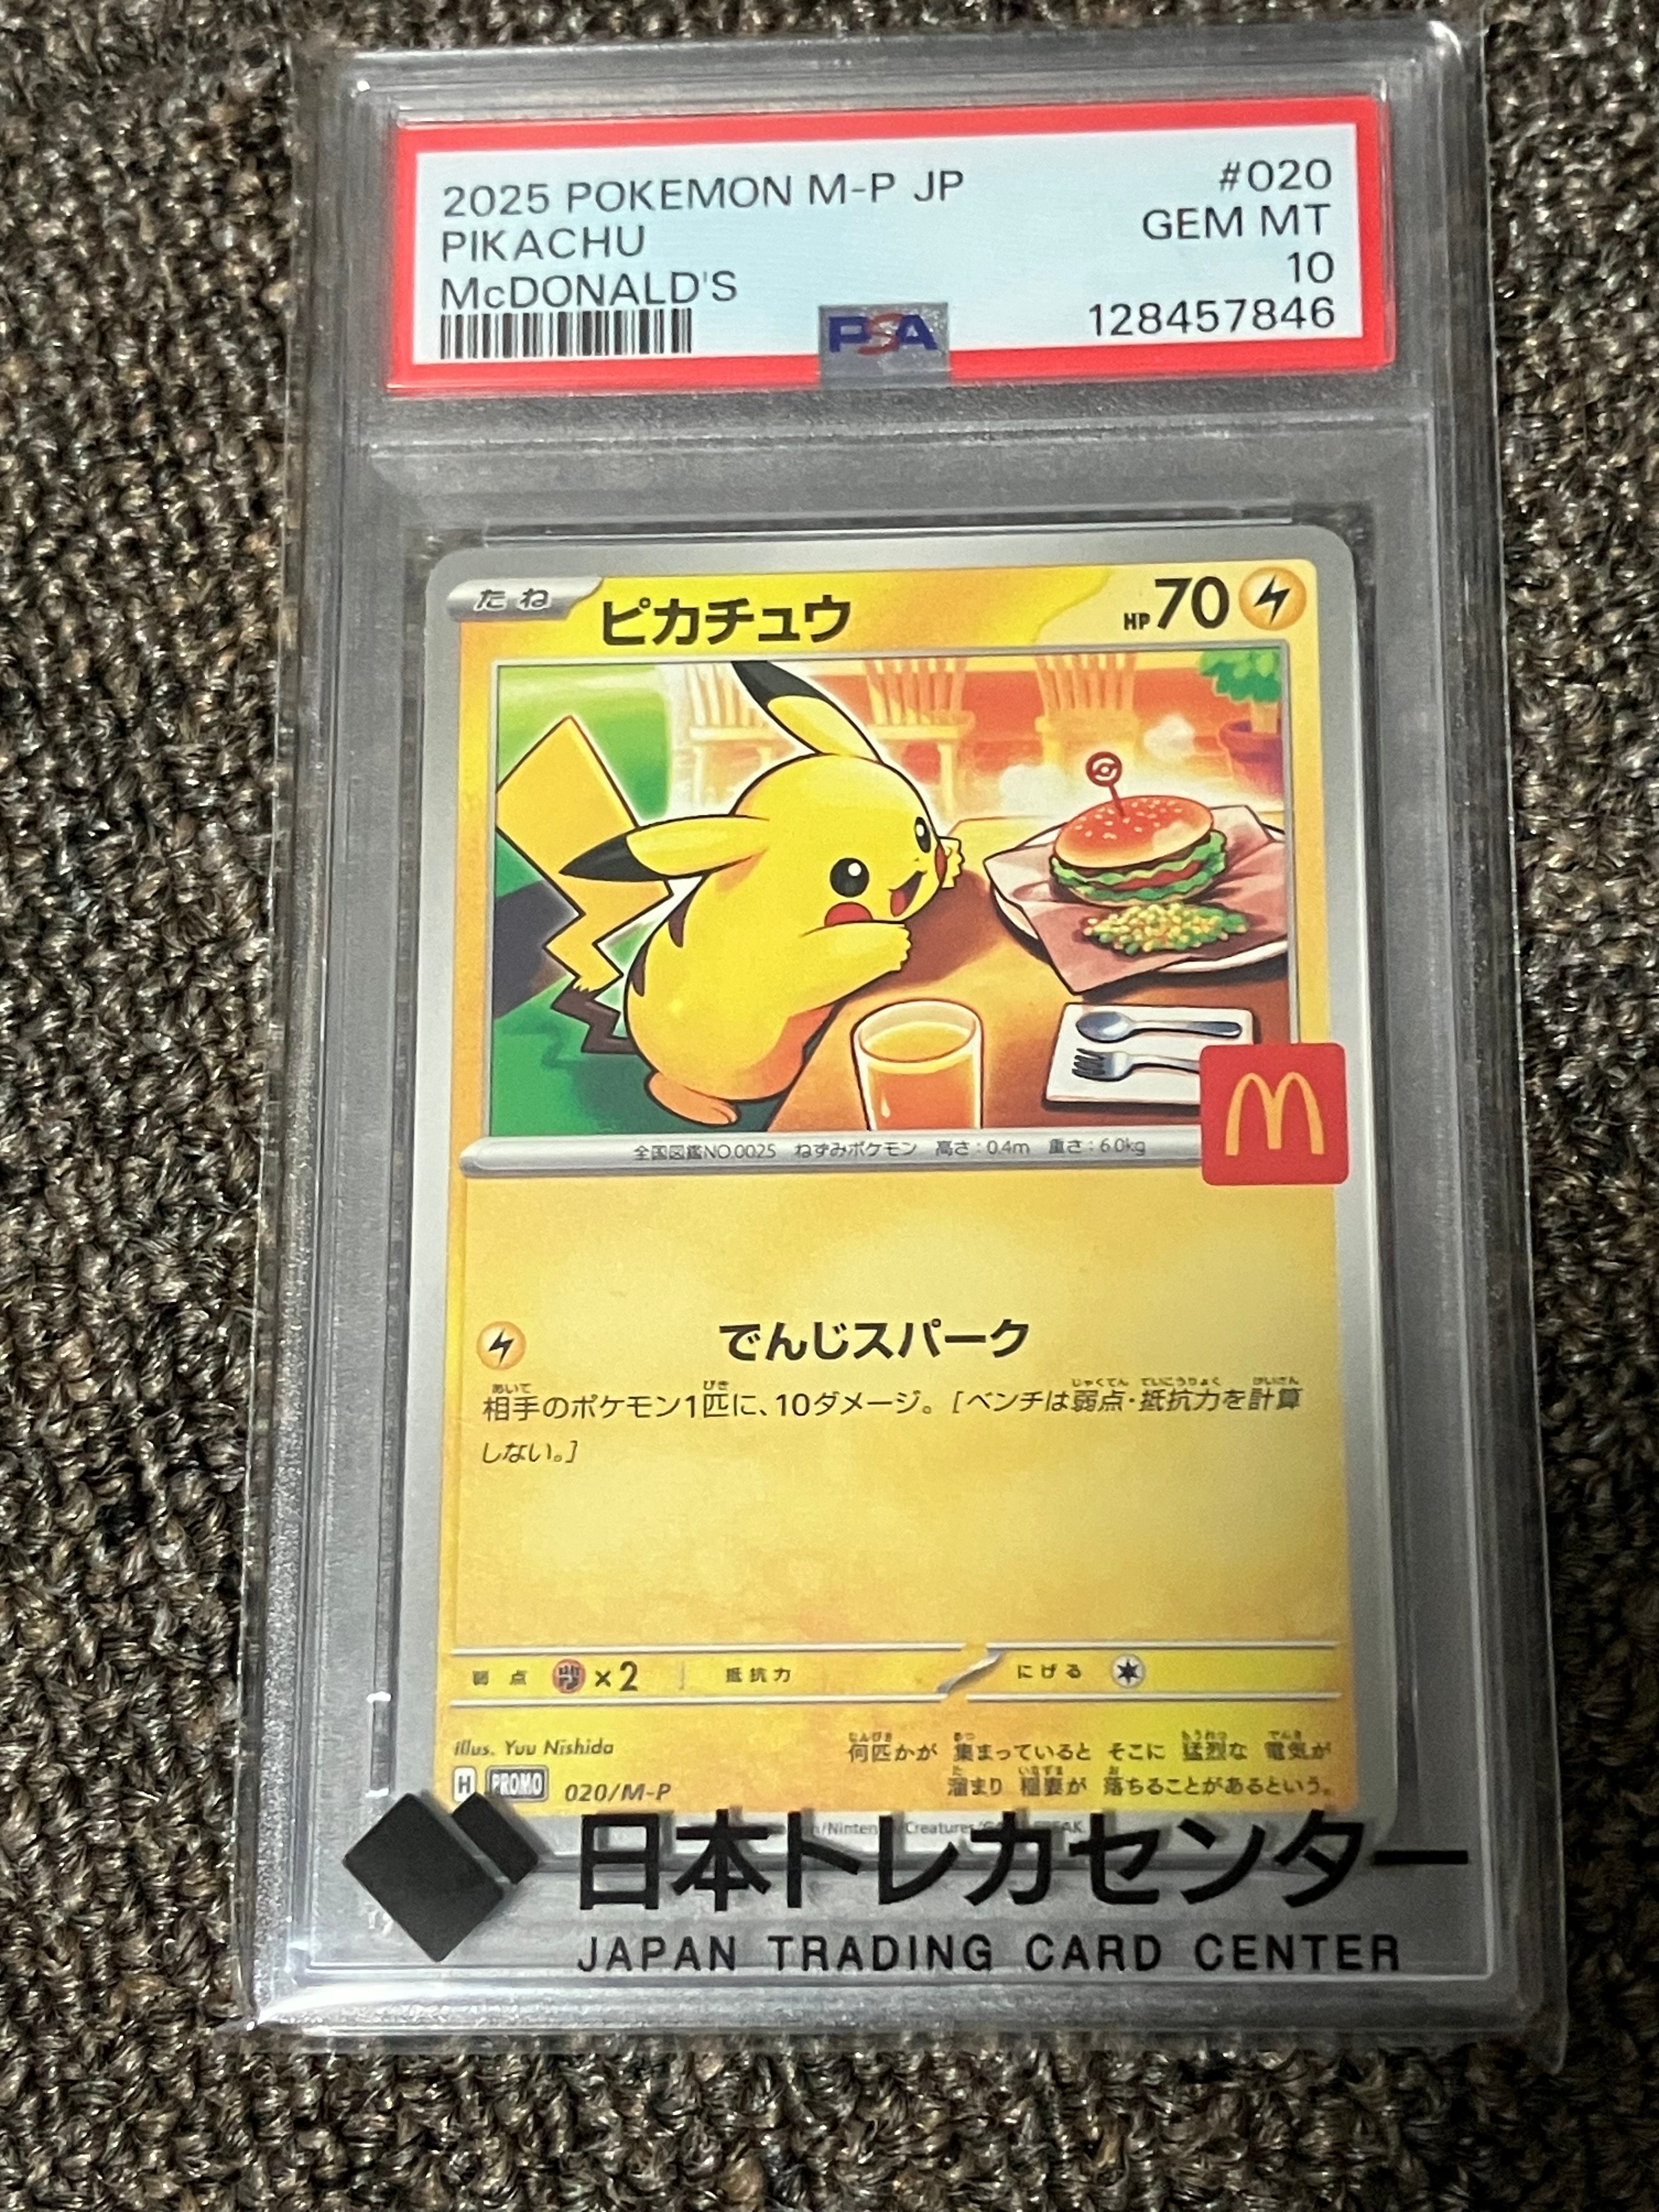 2025 POKEMON M-P JP #020
PIKACHU GEM MT
McDONALD'S 10
PSA 128457846
たね ピカチュウ HP70
全国図鑑NO.0025 ねずみポケモン 高さ:0.4m 重さ:6.0kg
M
でんじスパーク
相手のポケモン1匹に、10ダメージ。[ベンチは弱点・抵抗力を計算
しない。]
弱点 ×2 抵抗力 にげる
Illus. Yuu Nishida
何匹かが 集まっていると そこに 猛烈な 電気が
溜まり 稲妻が 落ちることがあるという。
H PROMO 020/M-P
日本トレカセンター
JAPAN TRADING CARD CENTER